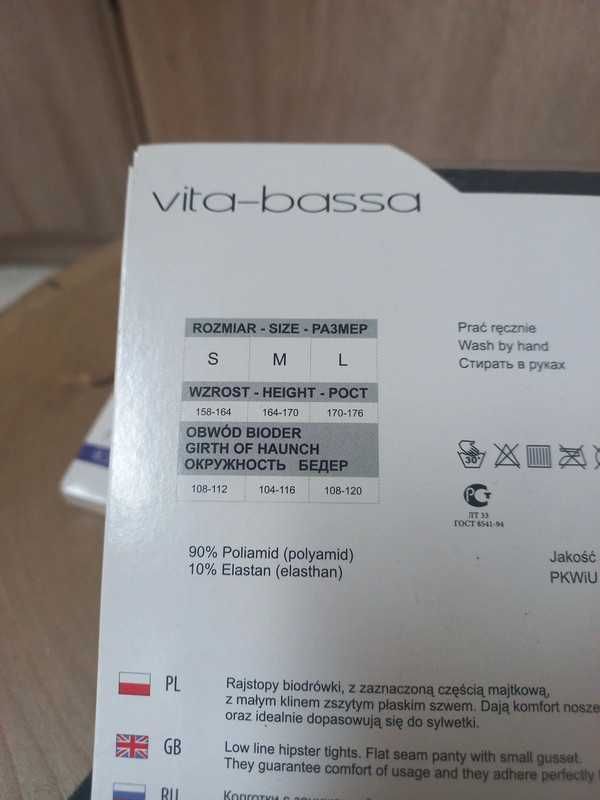 vita-bassa
ROZMIAR - SIZE - РАЗМЕР
S M L
WZROST - HEIGHT - РОСТ
158-164 164-170 170-176
OBWÓD BIODER
GIRTH OF HAUNCH
ОКРУЖНОСТЬ БЕДЕР
108-112 104-116 108-120
90% Poliamid (polyamid)
10% Elastan (elasthan)
Prać ręcznie
Wash by hand
Стирать в руках
30°
РСТ
ЛТ 33
ГОСТ 8541-94
Jakość
PKWiU
PL
Rajstopy biodrówki, z zaznaczoną częścią majtkową,
z małym klinem zszytym płaskim szwem. Dają komfort
oraz idealnie dopasowują się do sylwetki.
GB
Low line hipster tights. Flat seam panty with small gusset.
They guarantee comfort of usage and they adhere perfectly
RU